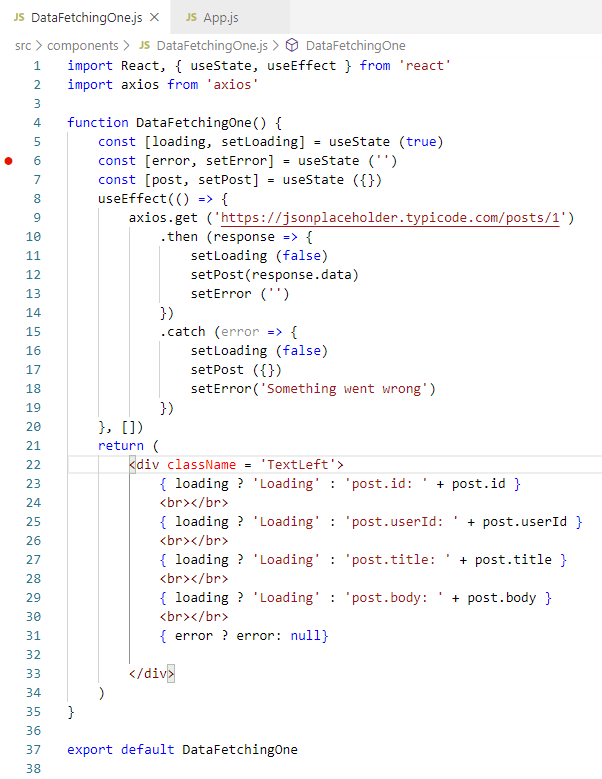 JS DataFetchingOne.js × JS App.js
src > components > JS DataFetchingOne.js > DataFetchingOne
1 import React, { useState, useEffect } from 'react'
2 import axios from 'axios'
3
4 function DataFetchingOne() {
5     const [loading, setLoading] = useState (true)
6     const [error, setError] = useState ('')
7     const [post, setPost] = useState ({})
8     useEffect(() => {
9         axios.get ('https://jsonplaceholder.typicode.com/posts/1')
10             .then (response => {
11                 setLoading (false)
12                 setPost(response.data)
13                 setError ('')
14             })
15             .catch (error => {
16                 setLoading (false)
17                 setPost ({})
18                 setError('Something went wrong')
19             })
20     }, [])
21     return (
22         <div className = 'TextLeft'>
23             { loading ? 'Loading' : 'post.id: ' + post.id }
24             <br></br>
25             { loading ? 'Loading' : 'post.userId: ' + post.userId }
26             <br></br>
27             { loading ? 'Loading' : 'post.title: ' + post.title }
28             <br></br>
29             { loading ? 'Loading' : 'post.body: ' + post.body }
30             <br></br>
31             { error ? error: null}
32
33         </div>
34     )
35 }
36
37 export default DataFetchingOne
38